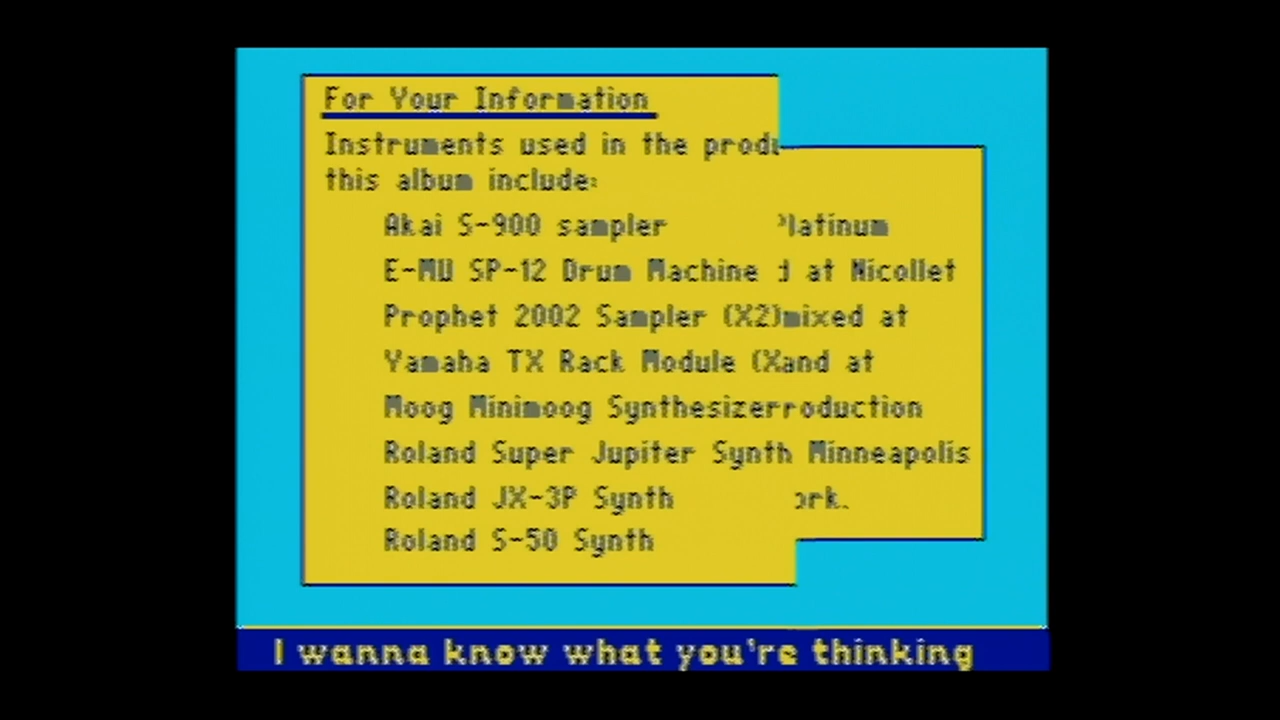 For Your Information
Instruments used in the produ
this album include:
Akai S-900 sampler latinum
E-MU SP-12 Drum Machine d at Nicollet
Prophet 2002 Sampler (X2)mixed at
Yamaha TX Rack Module (Xand at
Moog Minimoog Synthesizerroduction
Roland Super Jupiter Synth Minneapolis
Roland JX-3P Synth ork.
Roland S-50 Synth
I wanna know what you're thinking